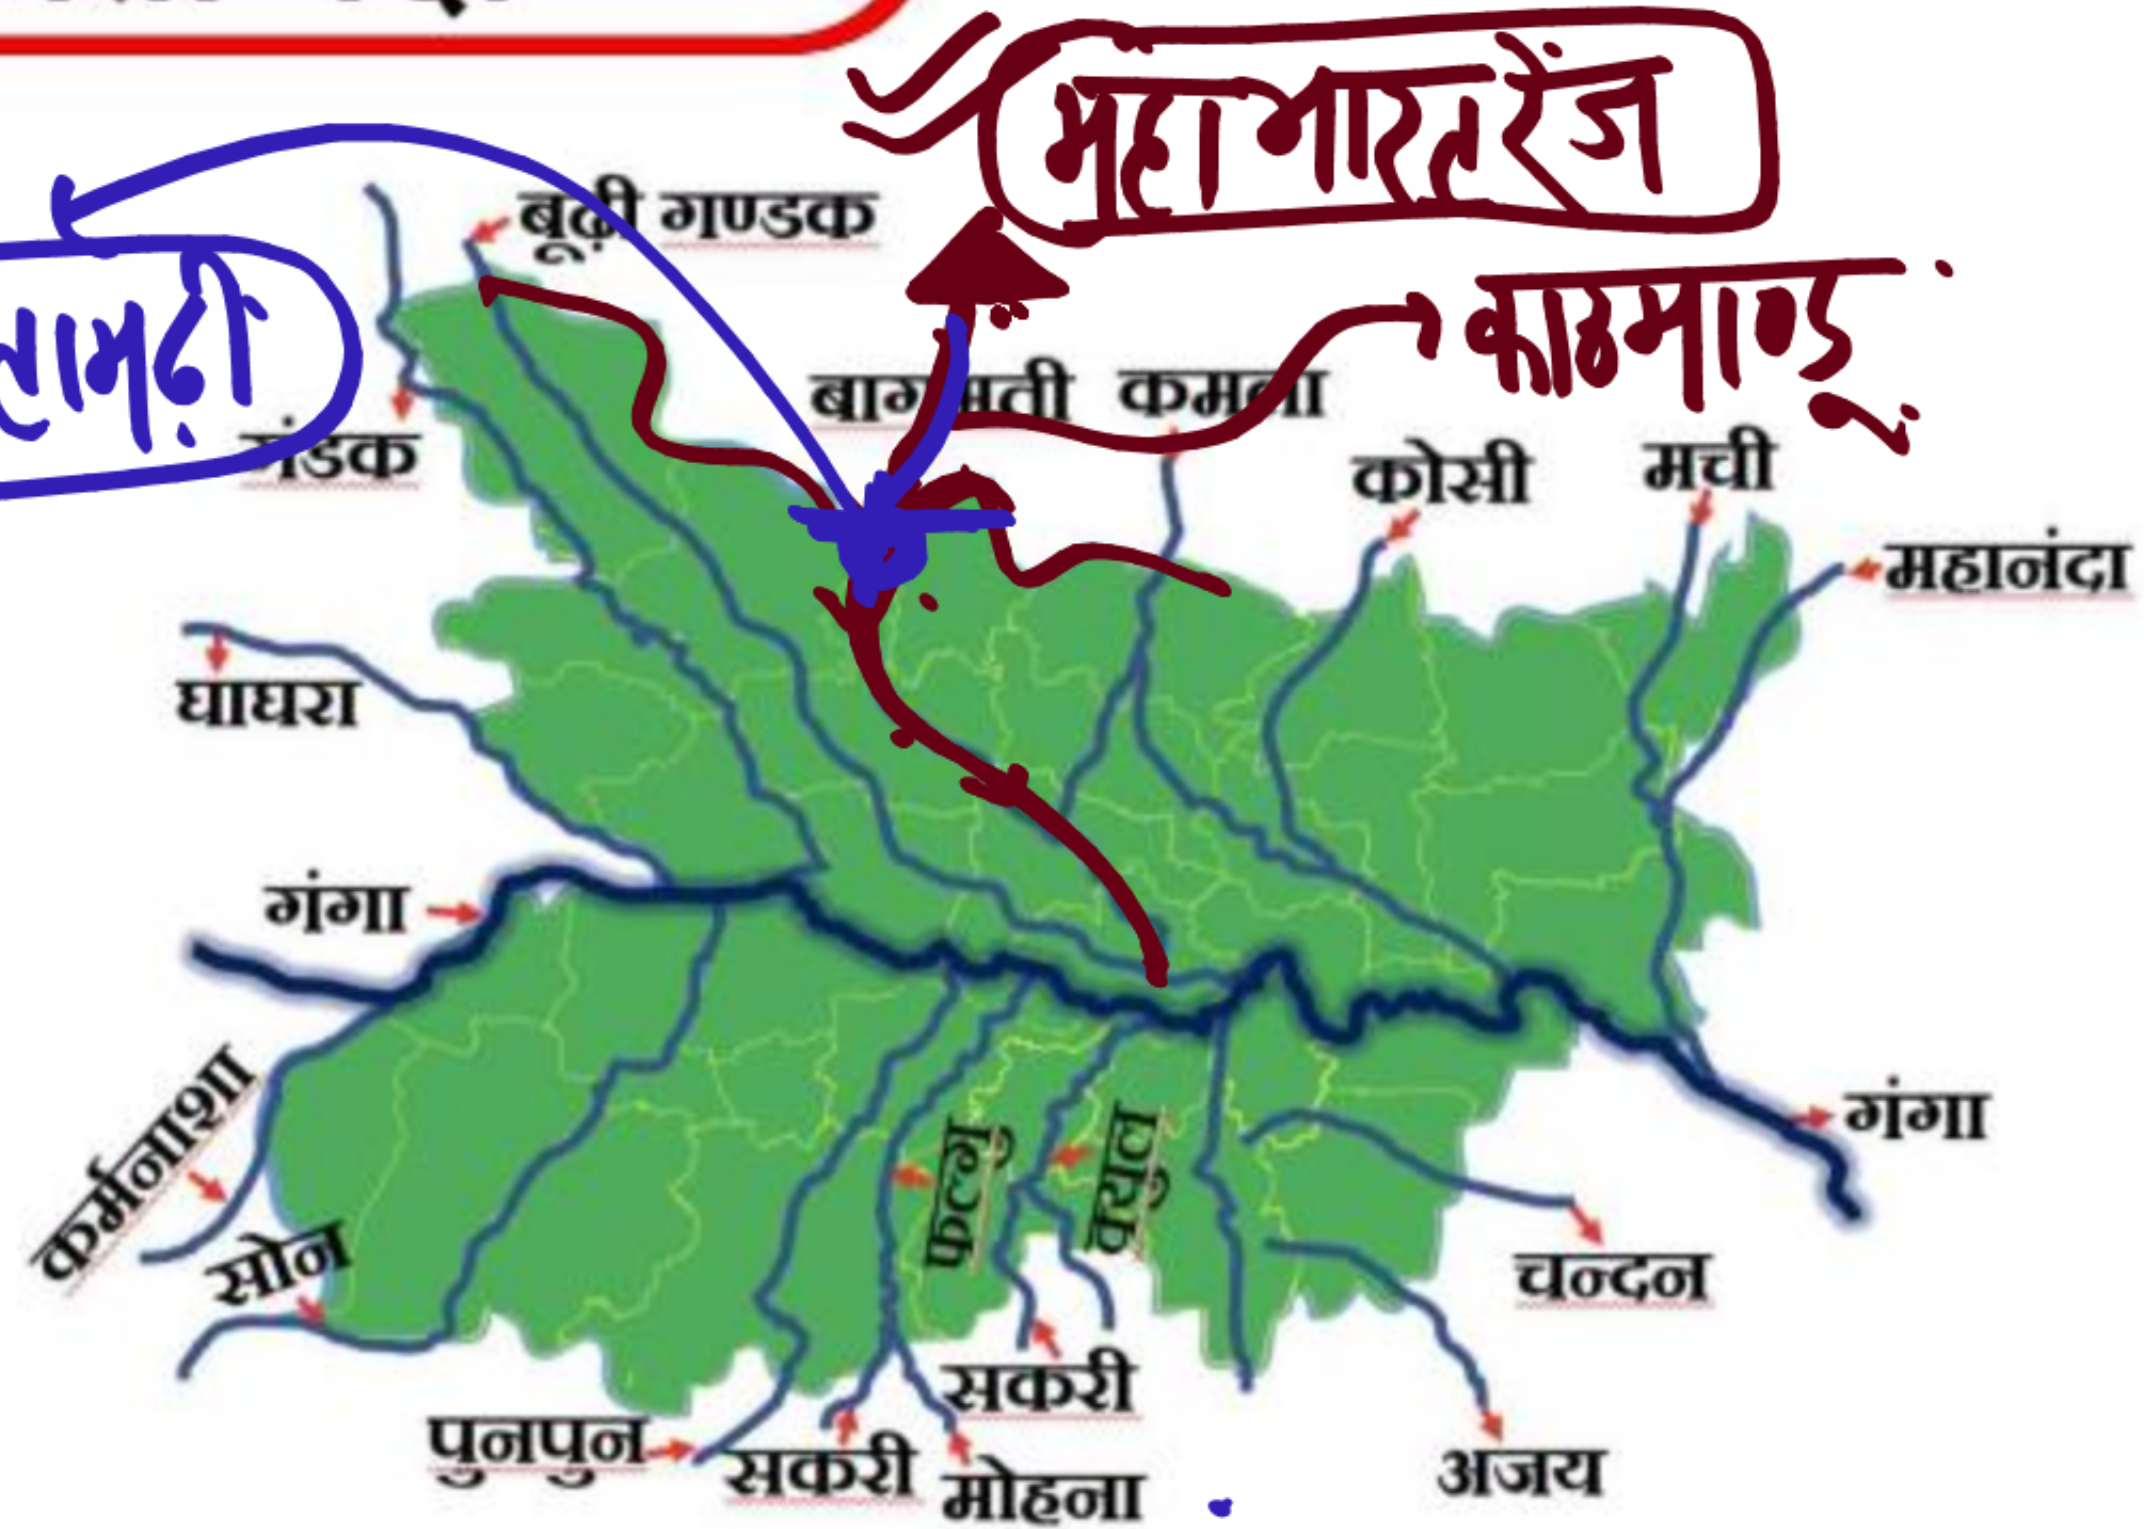 महाभारत रेंज
बूढ़ी गण्डक
काठमाण्डू
बागमती
कमला
गंडक
कोसी
मची
महानंदा
घाघरा
गंगा
कर्मनाशा
सोन
फल्गु
क्युल
गंगा
चन्दन
सकरी
पुनपुन
सकरी
मोहना
अजय